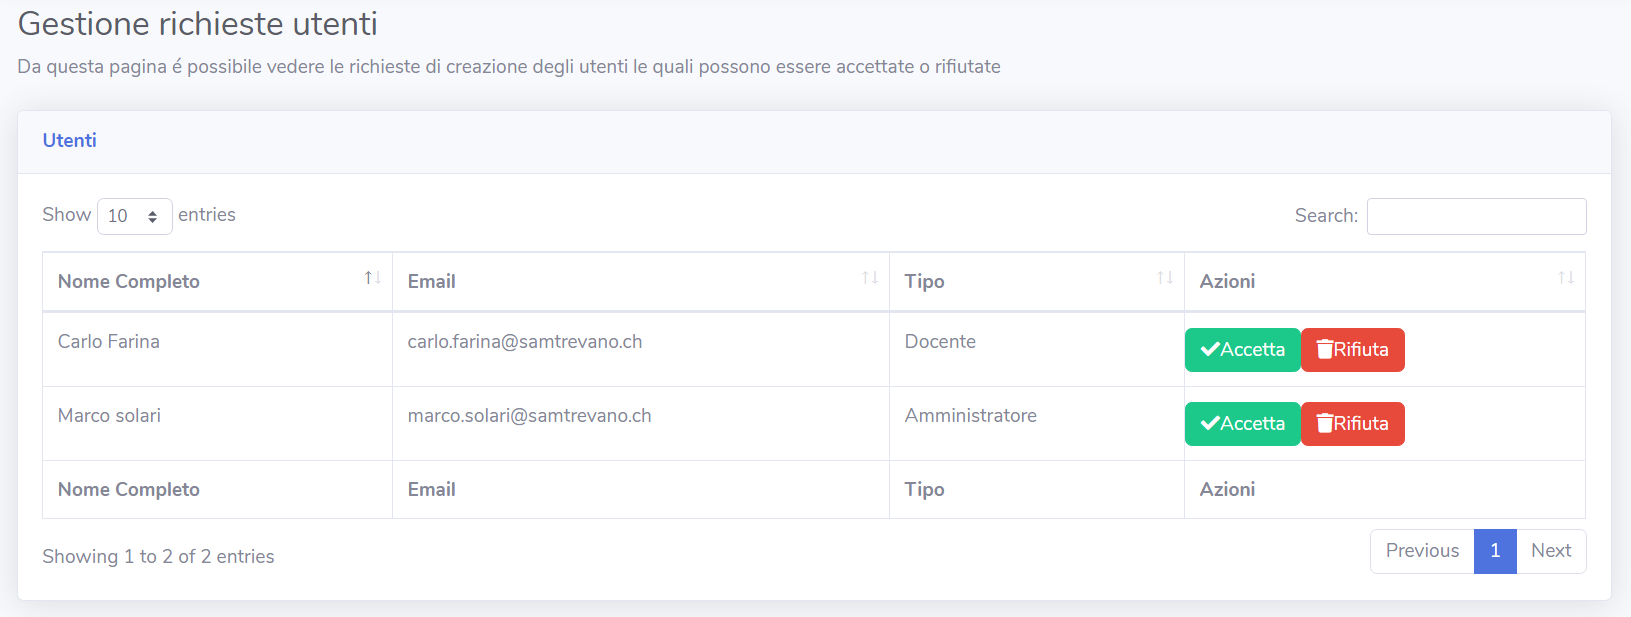 Gestione richieste utenti
Da questa pagina é possibile vedere le richieste di creazione degli utenti le quali possono essere accettate o rifiutate
Utenti
Show 10 entries Search:
Nome Completo Email Tipo Azioni
Carlo Farina carlo.farina@samtrevano.ch Docente Accetta Rifiuta
Marco solari marco.solari@samtrevano.ch Amministratore Accetta Rifiuta
Nome Completo Email Tipo Azioni
Showing 1 to 2 of 2 entries Previous 1 Next